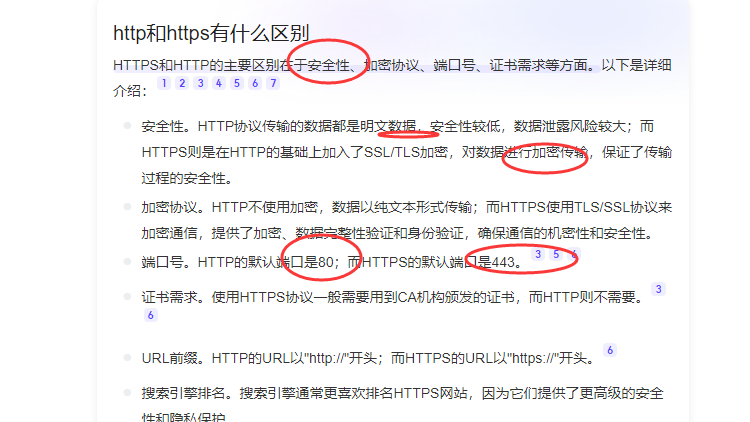 http和https有什么区别
HTTPS和HTTP的主要区别在于安全性、加密协议、端口号、证书需求等方面。以下是详细
介绍： 1 2 3 4 5 6 7
安全性。HTTP协议传输的数据都是明文数据，安全性较低，数据泄露风险较大；而
HTTPS则是在HTTP的基础上加入了SSL/TLS加密，对数据进行加密传输，保证了传输
过程的安全性。
加密协议。HTTP不使用加密，数据以纯文本形式传输；而HTTPS使用TLS/SSL协议来
加密通信，提供了加密、数据完整性验证和身份验证，确保通信的机密性和安全性。
端口号。HTTP的默认端口是80；而HTTPS的默认端口是443。 3 5 6
证书需求。使用HTTPS协议一般需要用到CA机构颁发的证书，而HTTP则不需要。 3
6
URL前缀。HTTP的URL以"http://"开头；而HTTPS的URL以"https://"开头。 6
搜索引擎排名。搜索引擎通常更喜欢排名HTTPS网站，因为它们提供了更高级的安全
性和隐私保护